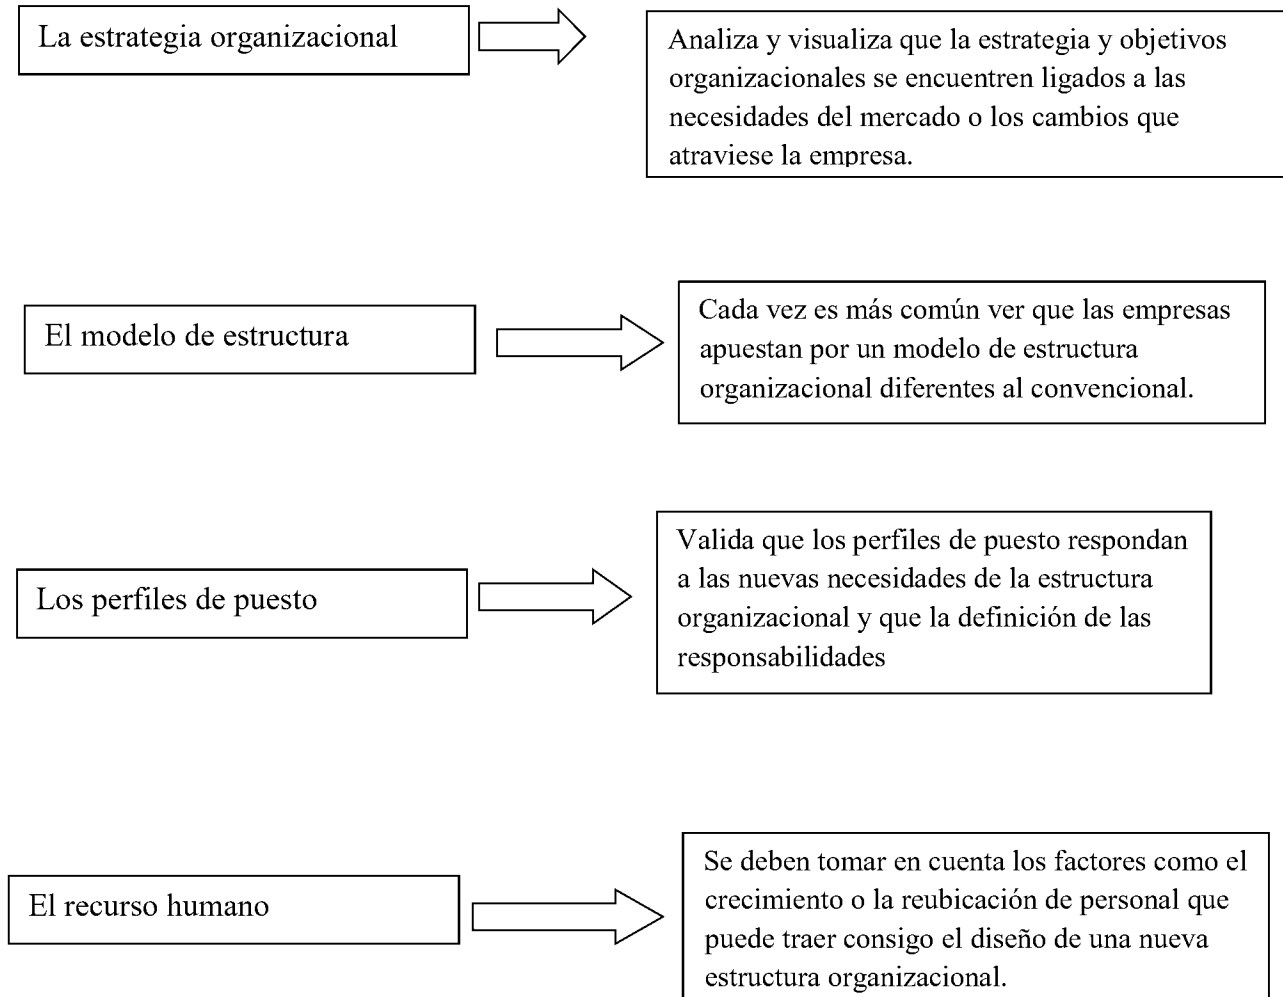 La estrategia organizacional
Analiza y visualiza que la estrategia y objetivos
organizacionales se encuentren ligados a las
necesidades del mercado o los cambios que
atraviese la empresa.
El modelo de estructura
Cada vez es más común ver que las empresas
apuestan por un modelo de estructura
organizacional diferentes al convencional.
Los perfiles de puesto
Valida que los perfiles de puesto respondan
a las nuevas necesidades de la estructura
organizacional y que la definición de las
responsabilidades
El recurso humano
Se deben tomar en cuenta los factores como el
crecimiento o la reubicación de personal que
puede traer consigo el diseño de una nueva
estructura organizacional.